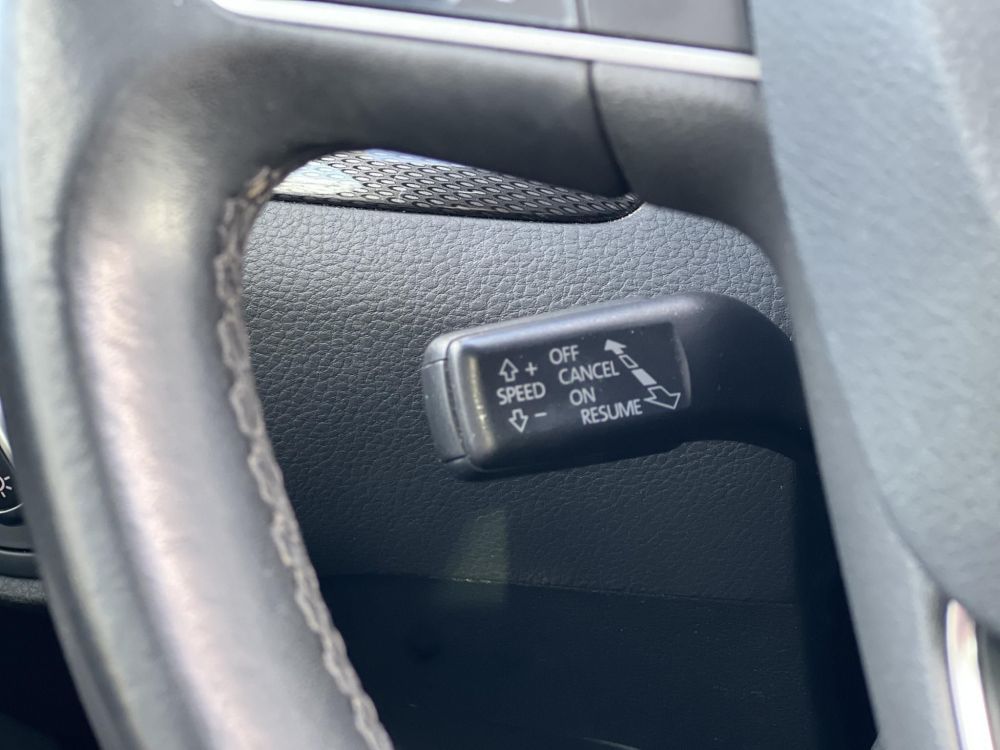 OFF
+ CANCEL
SPEED ON
− RESUME